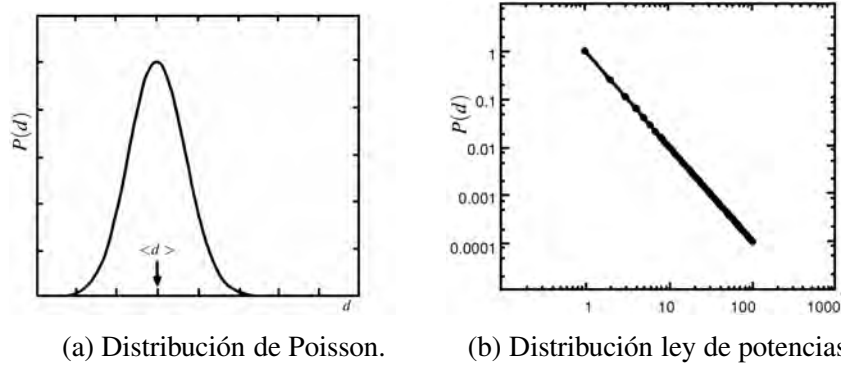 P(d)
<d>
d
(a) Distribución de Poisson.
P(d)
1
0.1
0.01
0.001
0.0001
1 10 100 1000
(b) Distribución ley de potencias